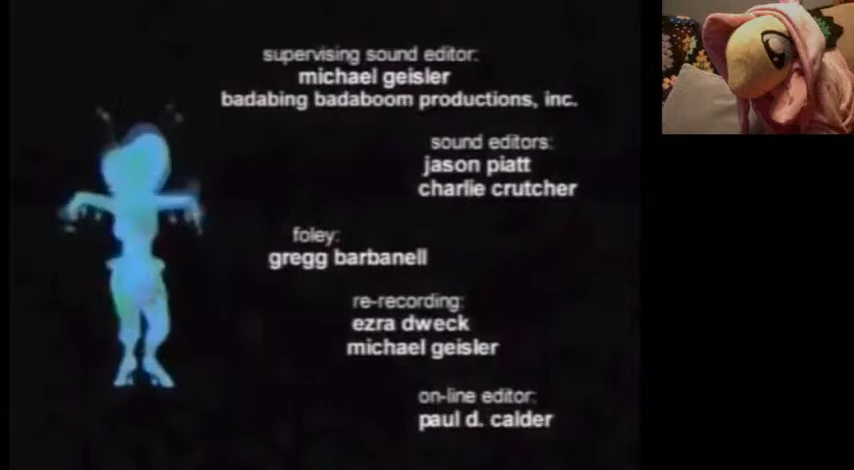 supervising sound editor:
michael geisler
badabing badaboom productions, inc.
sound editors:
jason piatt
charlie crutcher
foley:
gregg barbanell
re-recording:
ezra dweck
michael geisler
on-line editor:
paul d. calder